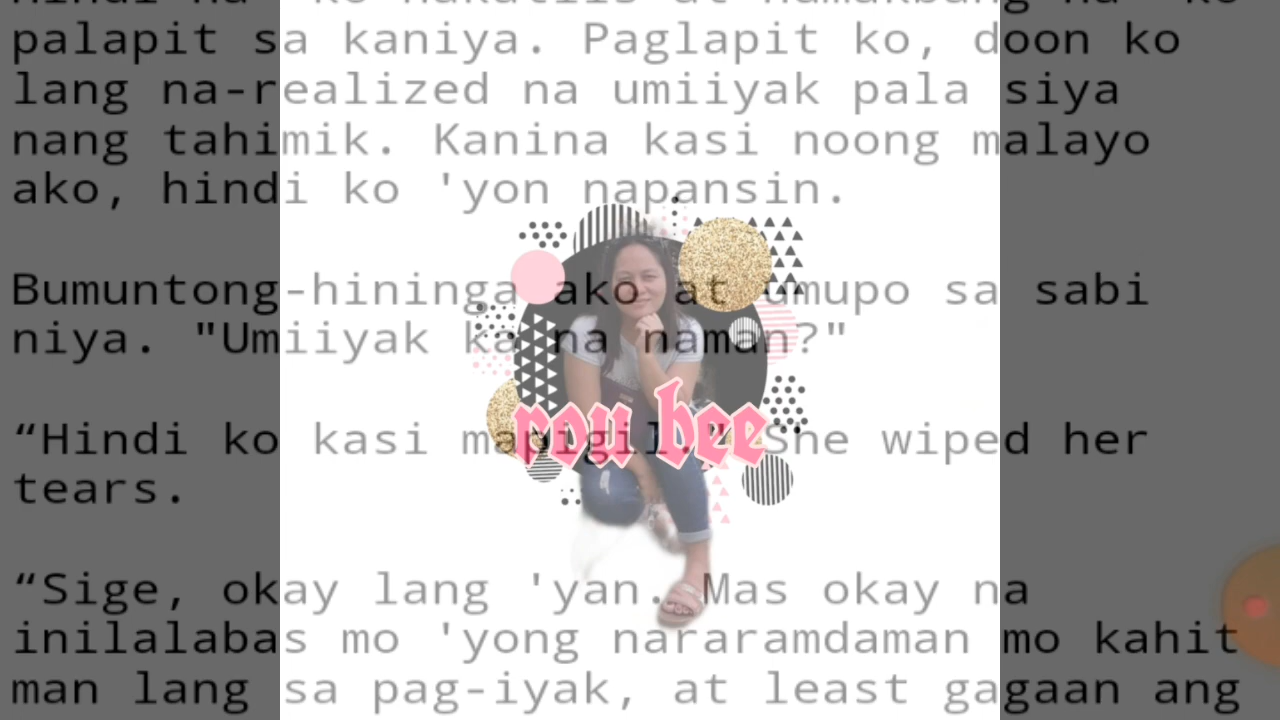 palapit sa kaniya. Paglapit ko, doon ko
lang na-realized na umiiyak pala siya
nang tahimik. Kanina kasi noong malayo
ako, hindi ko 'yon napansin.
Bumuntong-hininga ako at umupo sa sabi
niya. "Umiiyak ka na naman?"
“Hindi ko kasi mapigil." She wiped her
tears.
rou bee
“Sige, okay lang 'yan. Mas okay na
inilalabas mo 'yong nararamdaman mo kahit
man lang sa pag-iyak, at least gagaan ang